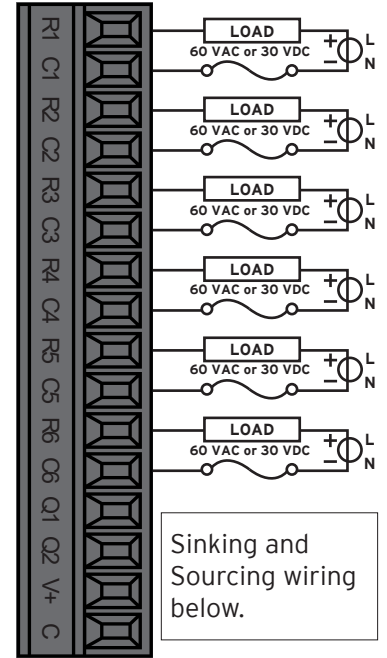 R1
LOAD
60 VAC or 30 VDC
+
−
L
N
C1
R2
LOAD
60 VAC or 30 VDC
+
−
L
N
C2
R3
LOAD
60 VAC or 30 VDC
+
−
L
N
C3
R4
LOAD
60 VAC or 30 VDC
+
−
L
N
C4
R5
LOAD
60 VAC or 30 VDC
+
−
L
N
C5
R6
LOAD
60 VAC or 30 VDC
+
−
L
N
C6
Q1
Q2
V+
C
Sinking and
Sourcing wiring
below.